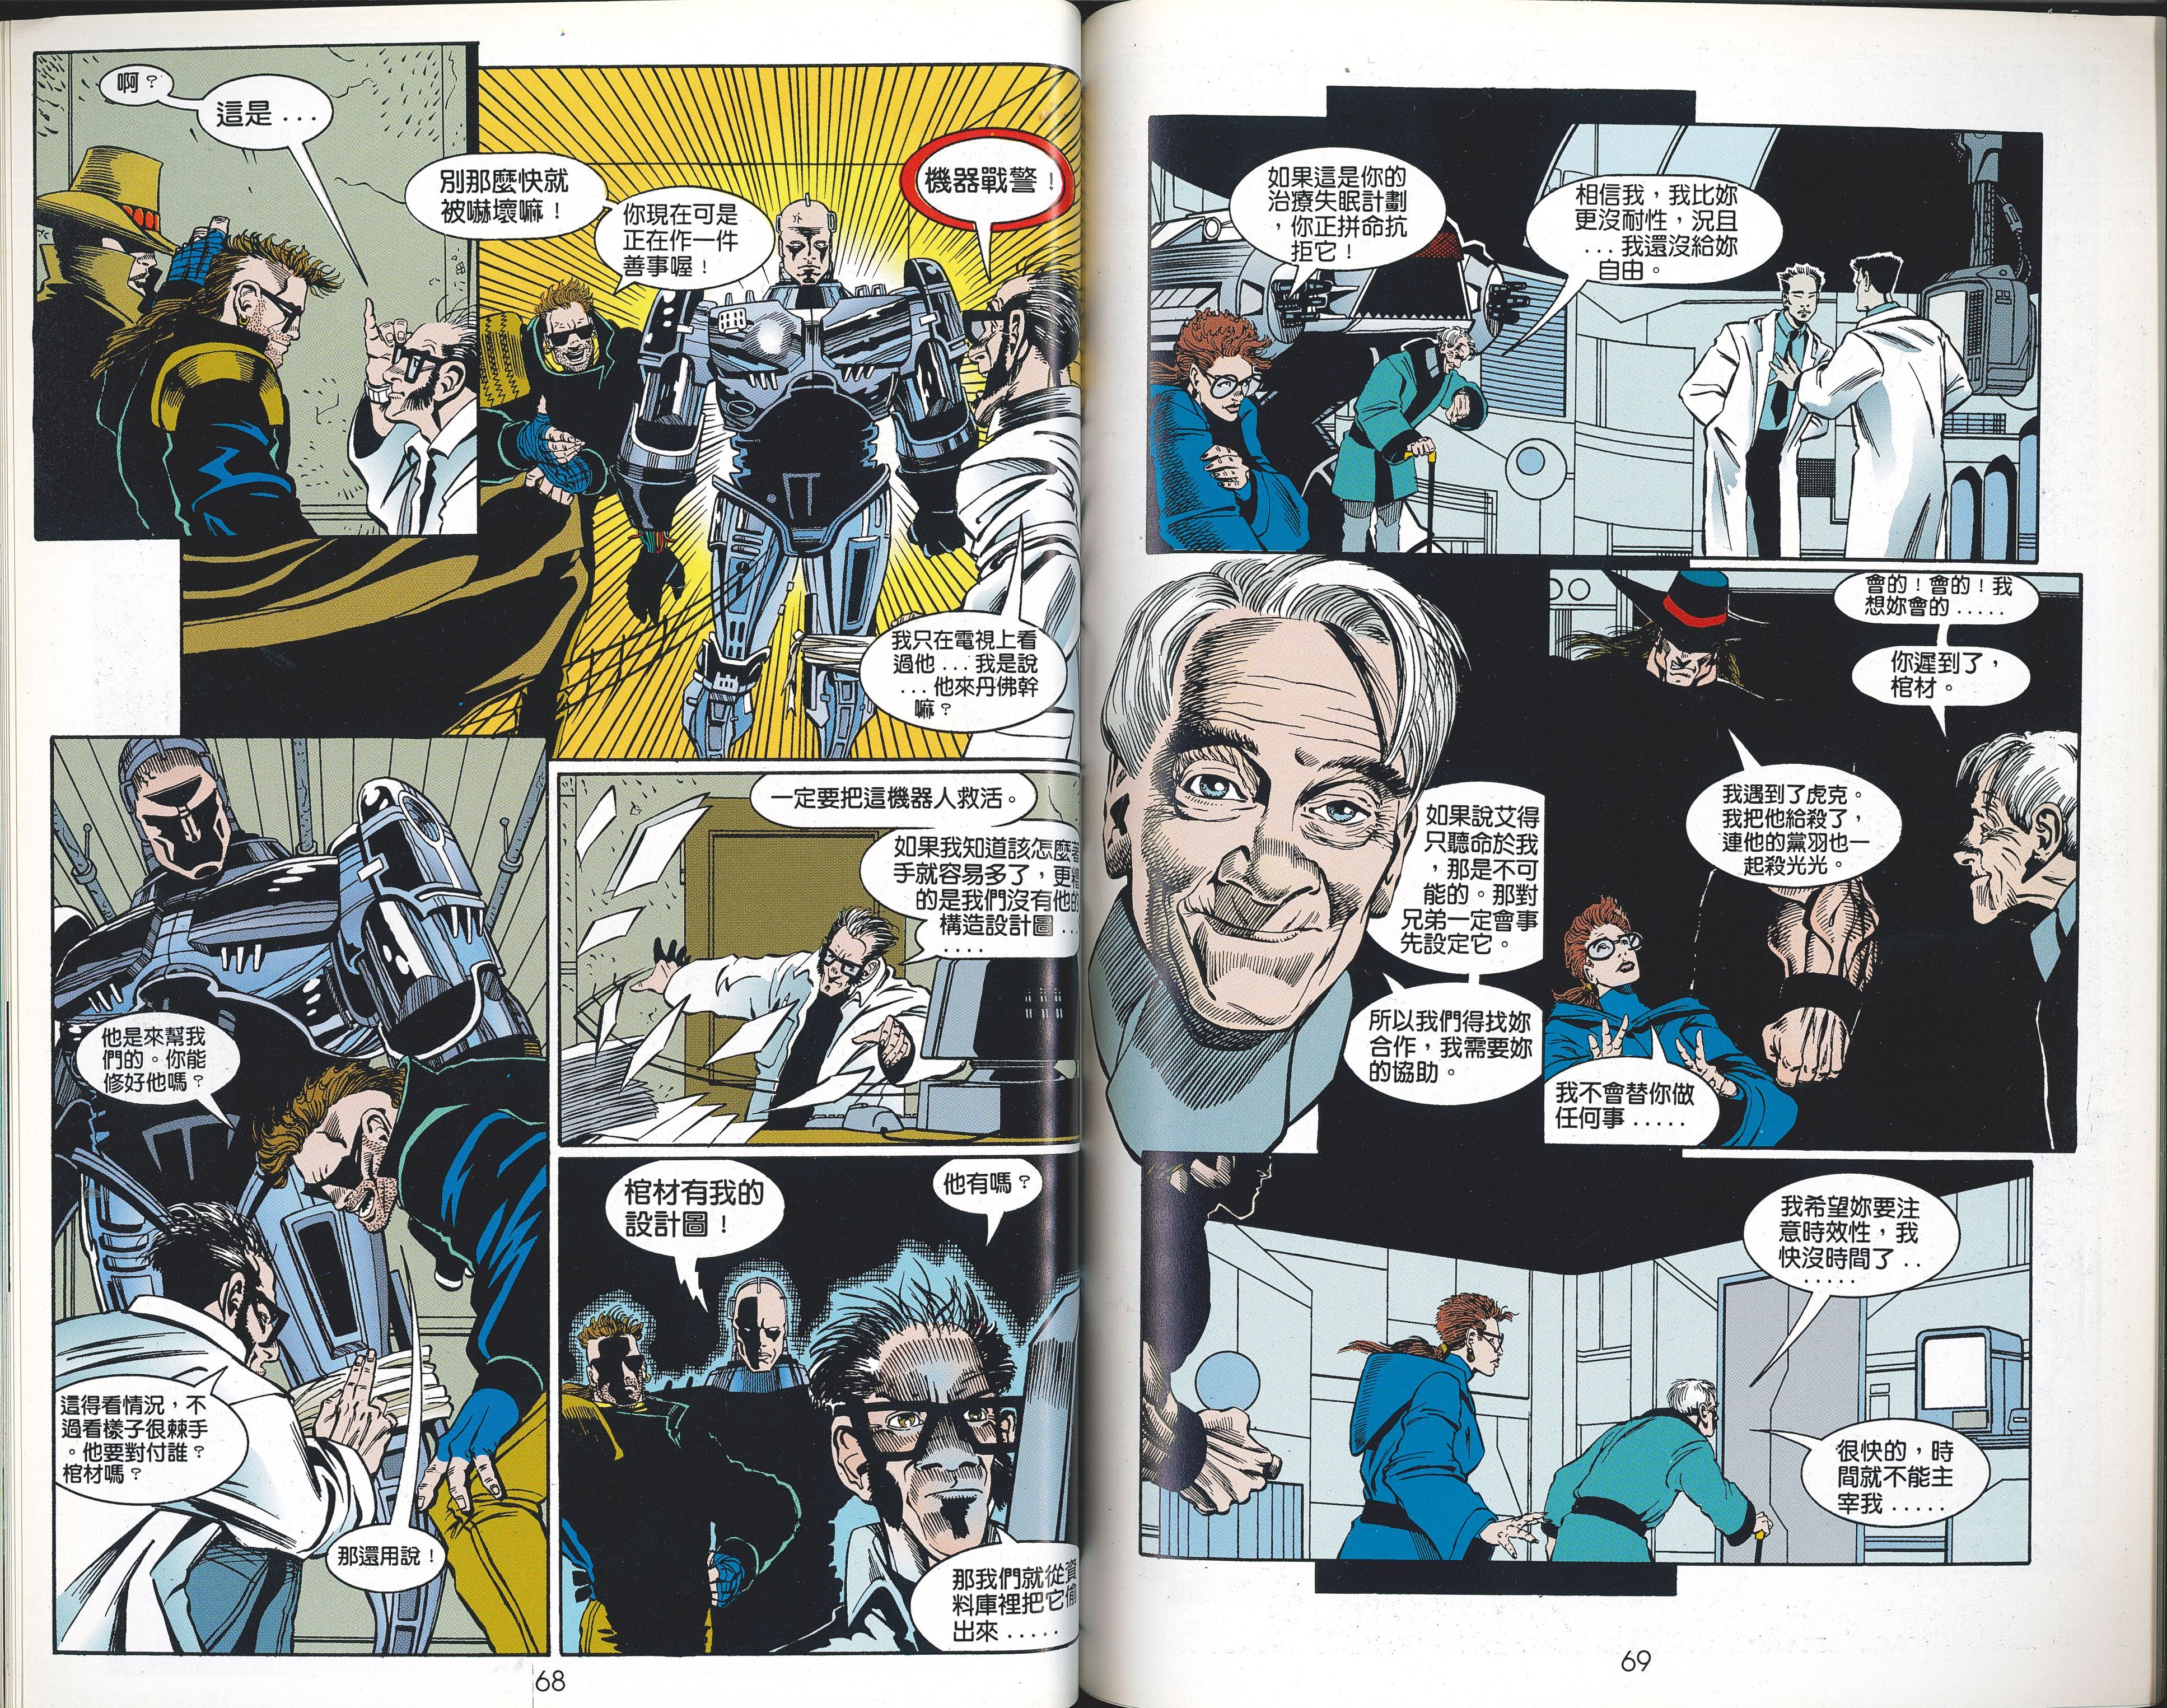 啊？
這是...
別那麼快就
被嚇壞嘛！
你現在可是
正在作一件
善事喔！
機器戰警！
我只在電視上看
過他...我是說
...他來丹佛幹
嘛？
他是來幫我
們的。你能
修好他嗎？
這得看情況，不
過看樣子很棘手
。他要對付誰？
棺材嗎？
那還用說！
一定要把這機器人救活。
如果我知道該怎麼著
手就容易多了，更糟
的是我們沒有他的
構造設計圖...
....
棺材有我的
設計圖！
他有嗎？
那我們就從資
料庫裡把它偷
出來.....
68
如果這是你的
治療失眠計劃
，你正拼命抗
拒它！
相信我，我比妳
更沒耐性，況且
...我還沒給妳
自由。
如果說艾得
只聽命於我
，那是不可
能的。那對
兄弟一定會事
先設定它。
所以我們得找妳
合作，我需要妳
的協助。
會的！會的！我
想妳會的.....
你遲到了，
棺材。
我遇到了虎克。
我把他給殺了，
連他的黨羽也一
起殺光光。
我不會替你做
任何事.....
我希望妳要注
意時效性，我
快沒時間了..
.....
很快的，時
間就不能主
宰我.....
69